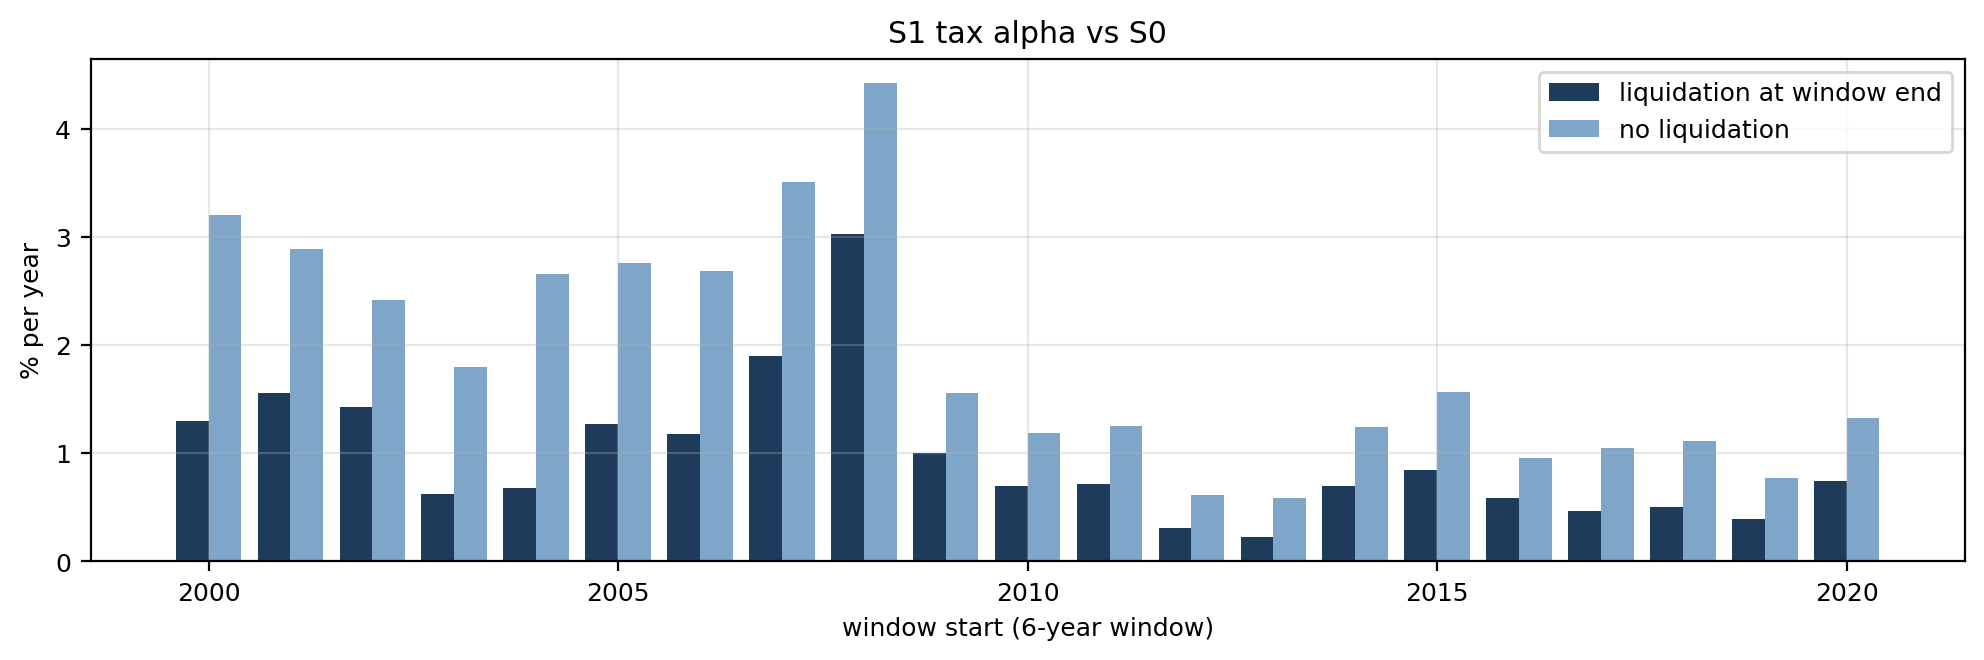 S1 tax alpha vs S0
liquidation at window end
no liquidation
% per year
4
3
2
1
0
2000
2005
2010
2015
2020
window start (6-year window)